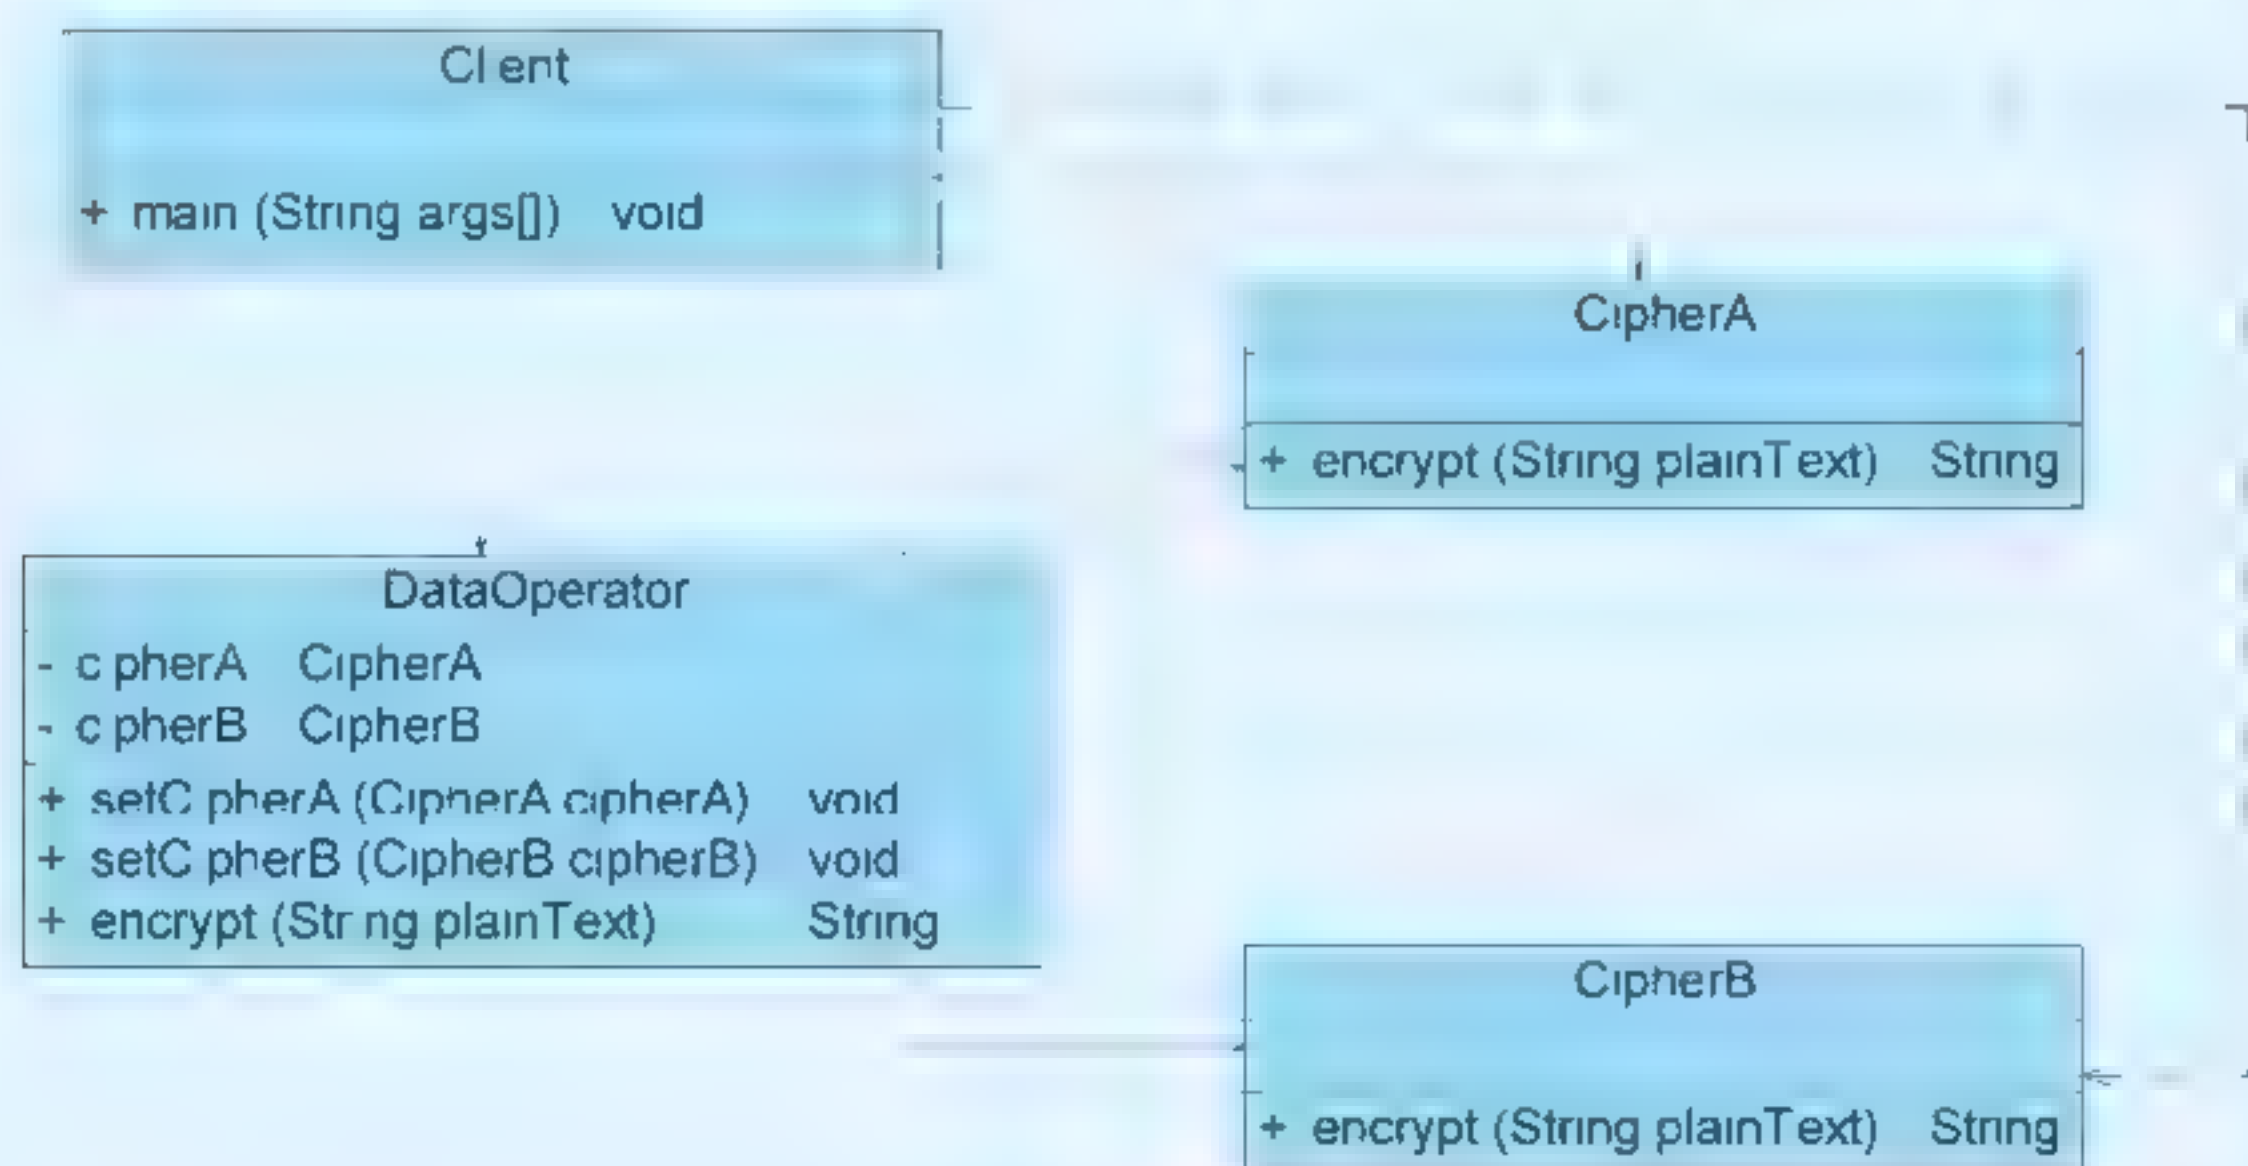 Client
+ main (String args[]) void
CipherA
+ encrypt (String plainText) String
DataOperator
- cipherA CipherA
- cipherB CipherB
+ setCipherA (CipherA cipherA) void
+ setCipherB (CipherB cipherB) void
+ encrypt (String plainText) String
CipherB
+ encrypt (String plainText) String